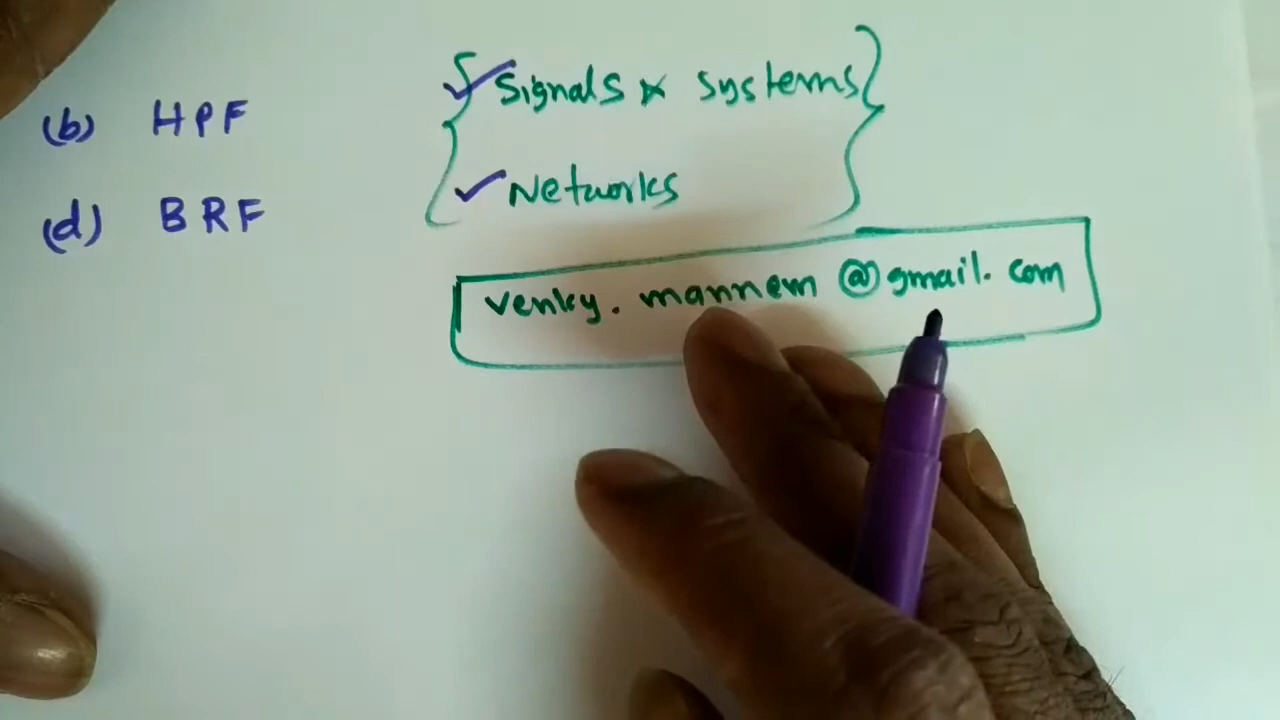 (b) HPF
(d) BRF
Signals & systems
Networks
venky.mannem@gmail.com